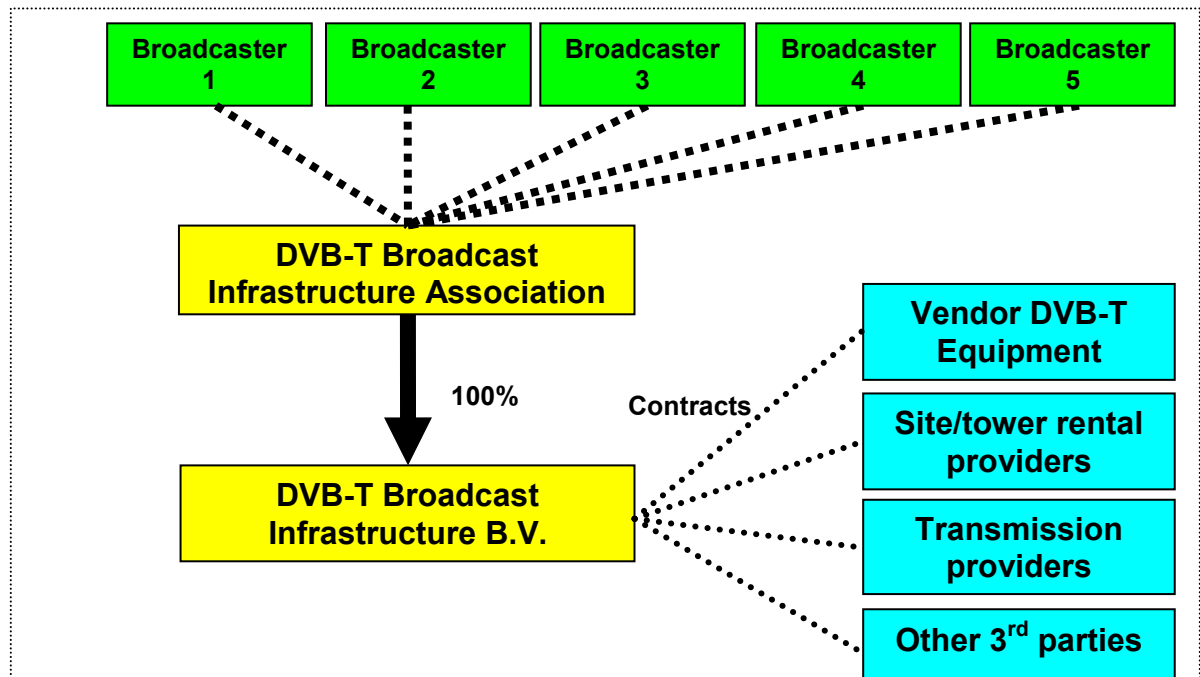 Broadcaster
1
Broadcaster
2
Broadcaster
3
Broadcaster
4
Broadcaster
5
DVB-T Broadcast
Infrastructure Association
100%
DVB-T Broadcast
Infrastructure B.V.
Contracts
Vendor DVB-T
Equipment
Site/tower rental
providers
Transmission
providers
Other 3rd parties